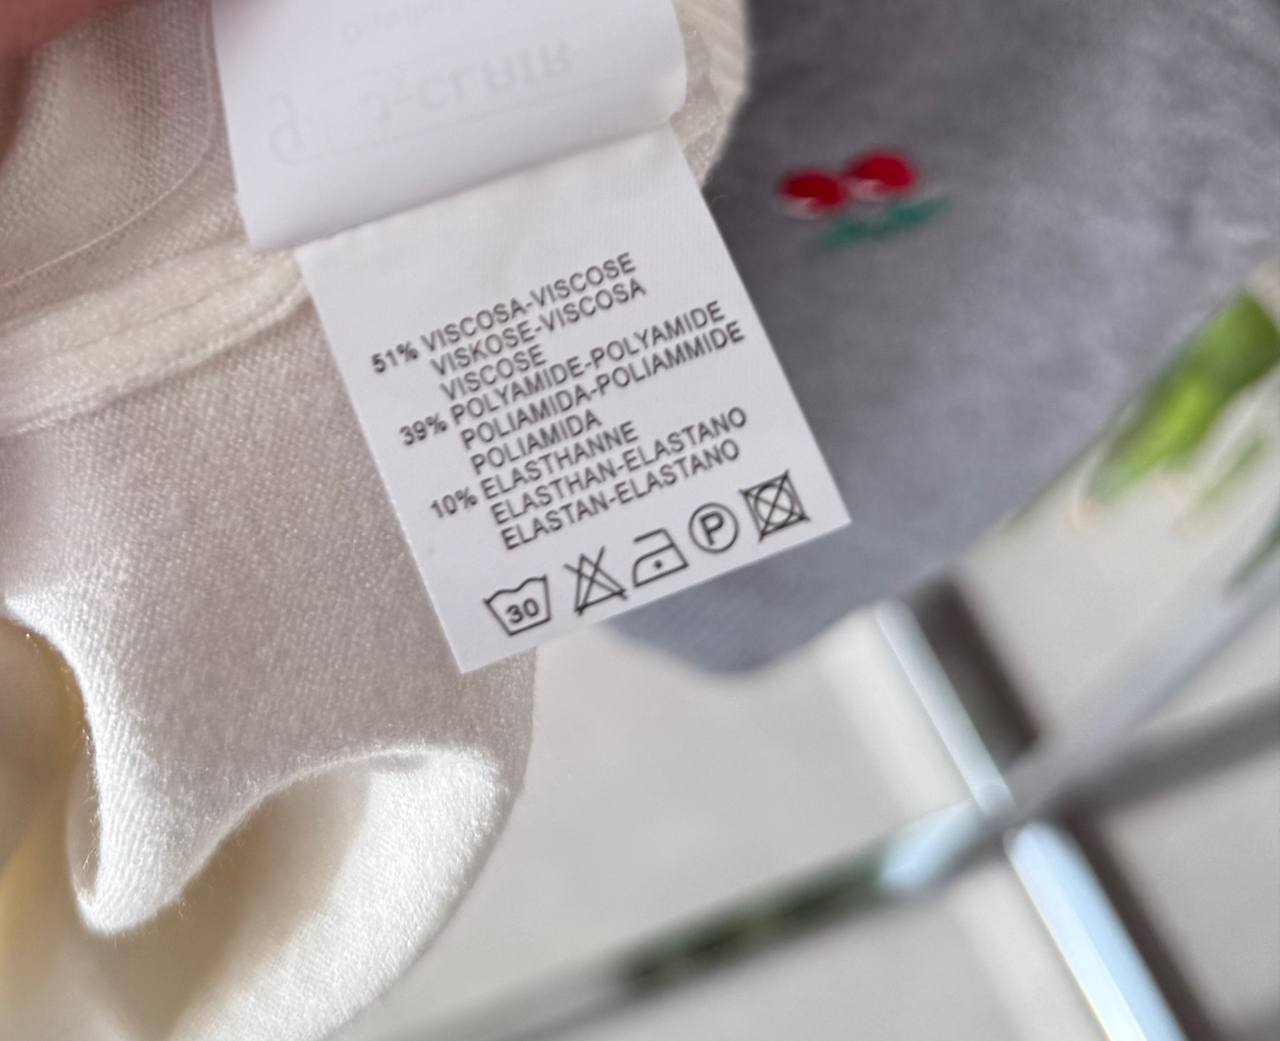 51% VISCOSA-VISCOSE
VISKOSE-VISCOSA
VISCOSE
39% POLYAMIDE-POLYAMIDE
POLIAMIDA-POLIAMMIDE
POLIAMIDA
10% ELASTHANNE
ELASTHAN-ELASTANO
ELASTAN-ELASTANO
30 P